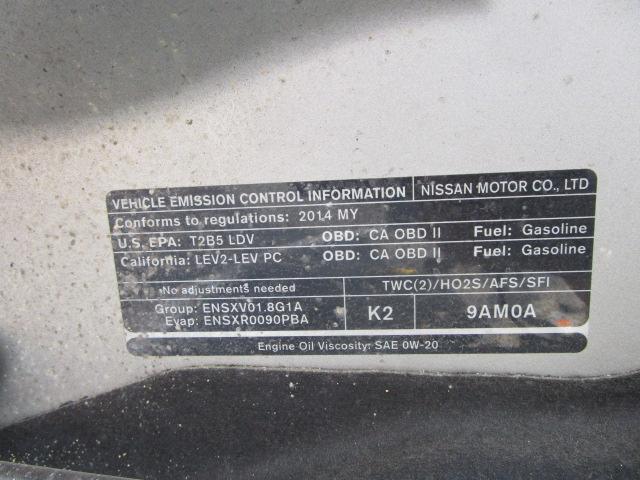 VEHICLE EMISSION CONTROL INFORMATION NISSAN MOTOR CO., LTD
Conforms to regulations: 2014 MY
U.S. EPA: T2B5 LDV OBD: CA OBD II Fuel: Gasoline
California: LEV2-LEV PC OBD: CA OBD II Fuel: Gasoline
No adjustments needed TWC(2)/HO2S/AFS/SFI
Group: ENSXV01.8G1A
Evap: ENSXR0090PBA
K2 9AM0A
Engine Oil Viscosity: SAE 0W-20